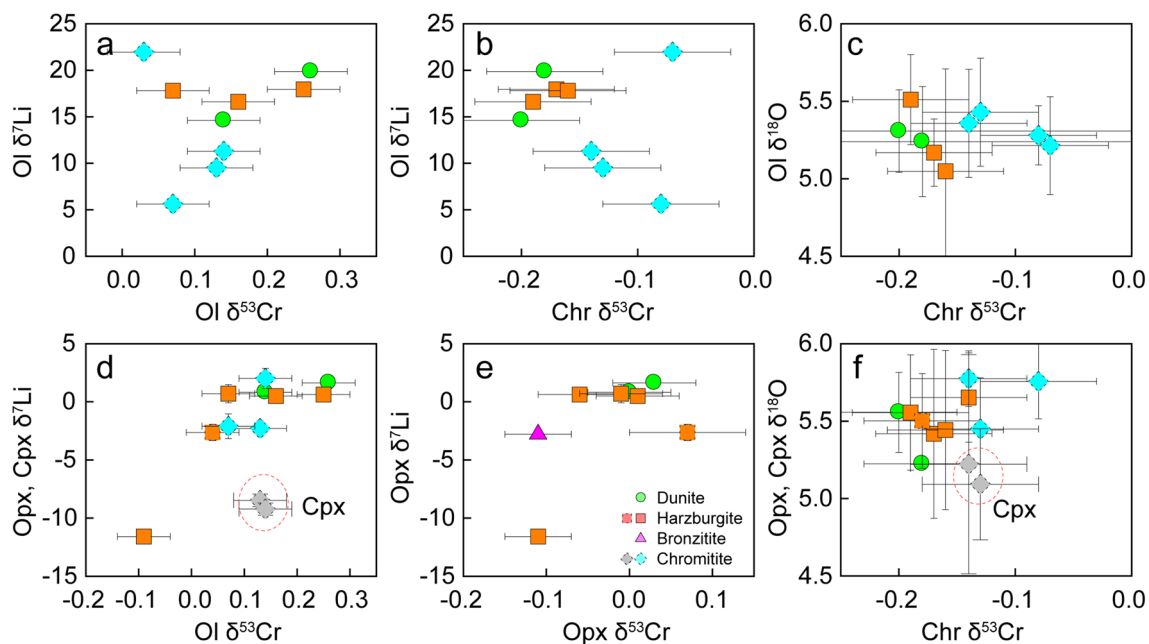 a
25
20
15
10
5
0
Ol δ⁷Li
0.0 0.1 0.2 0.3
Ol δ⁵³Cr
b
25
20
15
10
5
0
Ol δ⁷Li
-0.2 -0.1 0.0
Chr δ⁵³Cr
c
6.0
5.5
5.0
4.5
Ol δ¹⁸O
-0.2 -0.1 0.0
Chr δ⁵³Cr
d
5
0
-5
-10
-15
Opx, Cpx δ⁷Li
Cpx
-0.2 -0.1 0.0 0.1 0.2 0.3
Ol δ⁵³Cr
e
5
0
-5
-10
-15
Opx δ⁷Li
Dunite
Harzburgite
Bronzitite
Chromitite
-0.2 -0.1 0.0 0.1
Opx δ⁵³Cr
f
6.0
5.5
5.0
4.5
Opx, Cpx δ¹⁸O
Cpx
-0.2 -0.1 0.0
Chr δ⁵³Cr